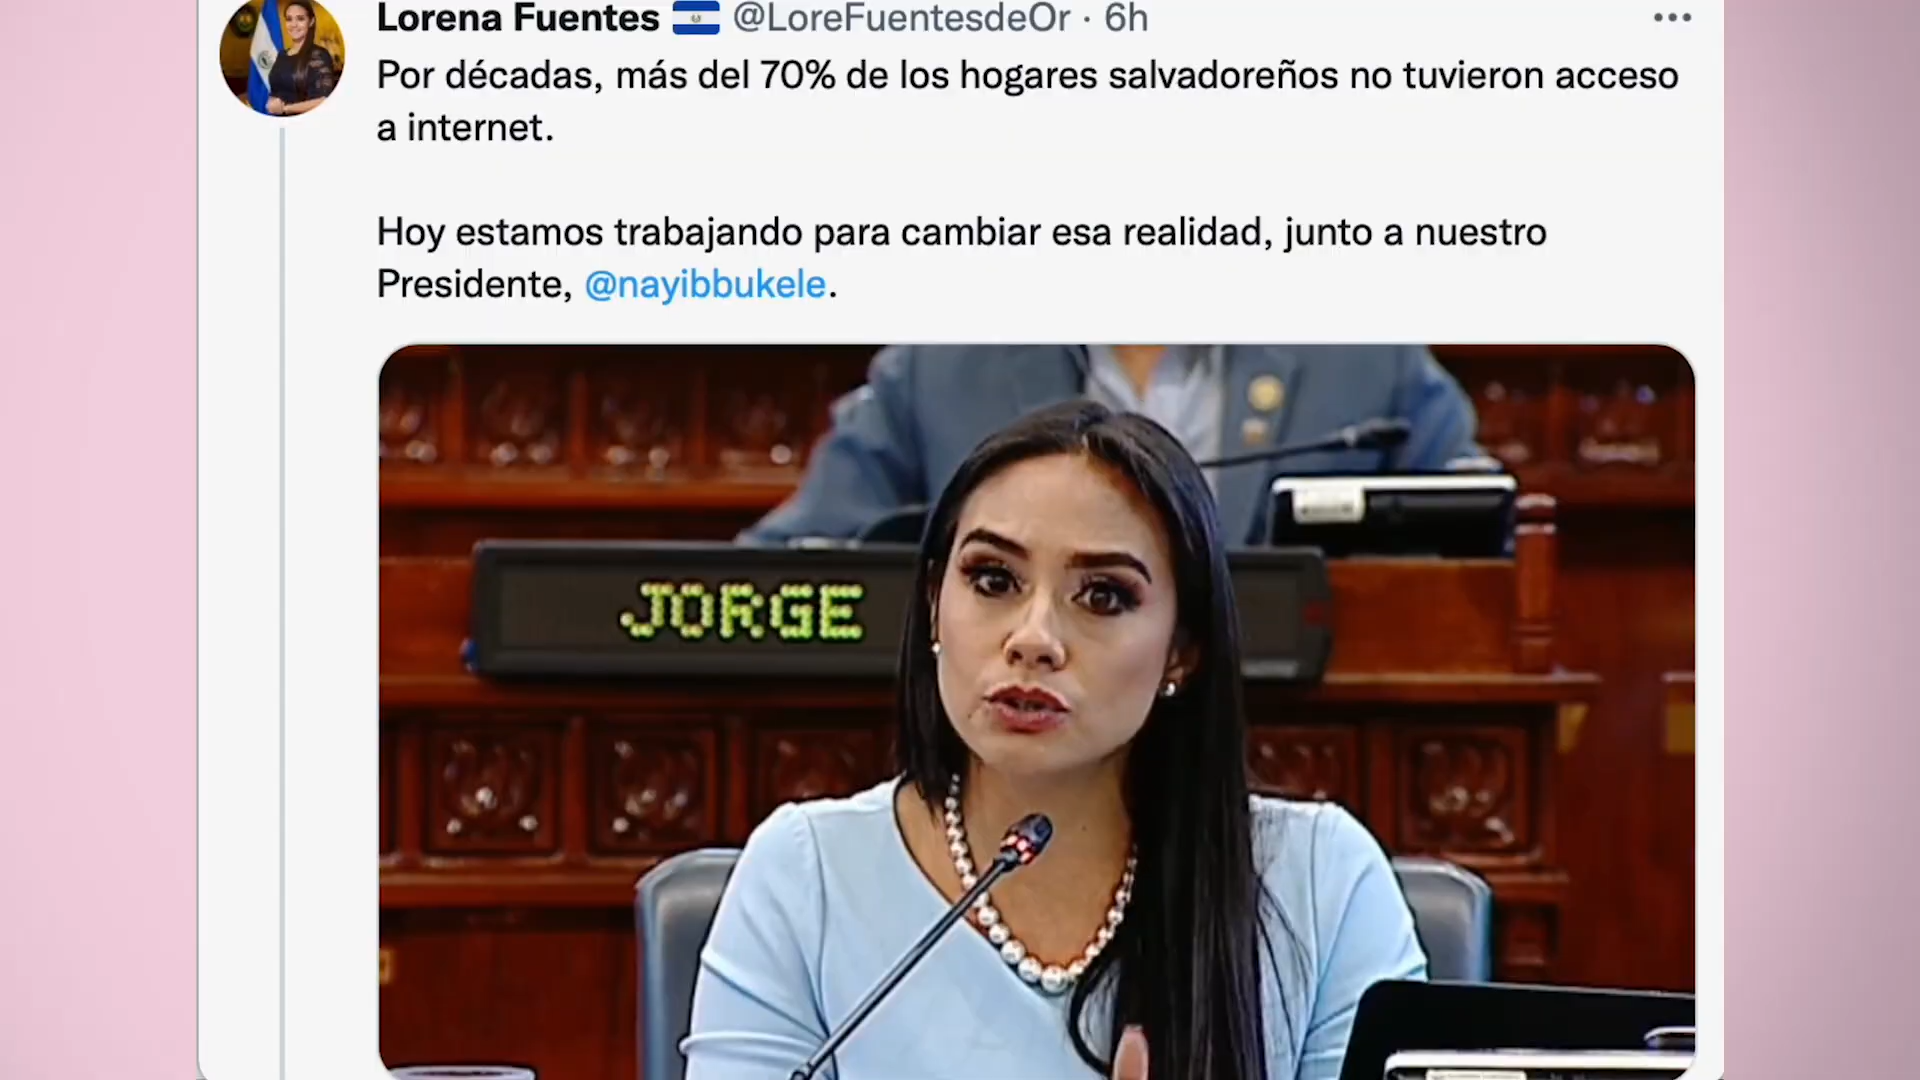 Lorena Fuentes 🇸🇻 @LoreFuentesdeOr · 6h
Por décadas, más del 70% de los hogares salvadoreños no tuvieron acceso
a internet.
Hoy estamos trabajando para cambiar esa realidad, junto a nuestro
Presidente, @nayibbukele.
JORGE